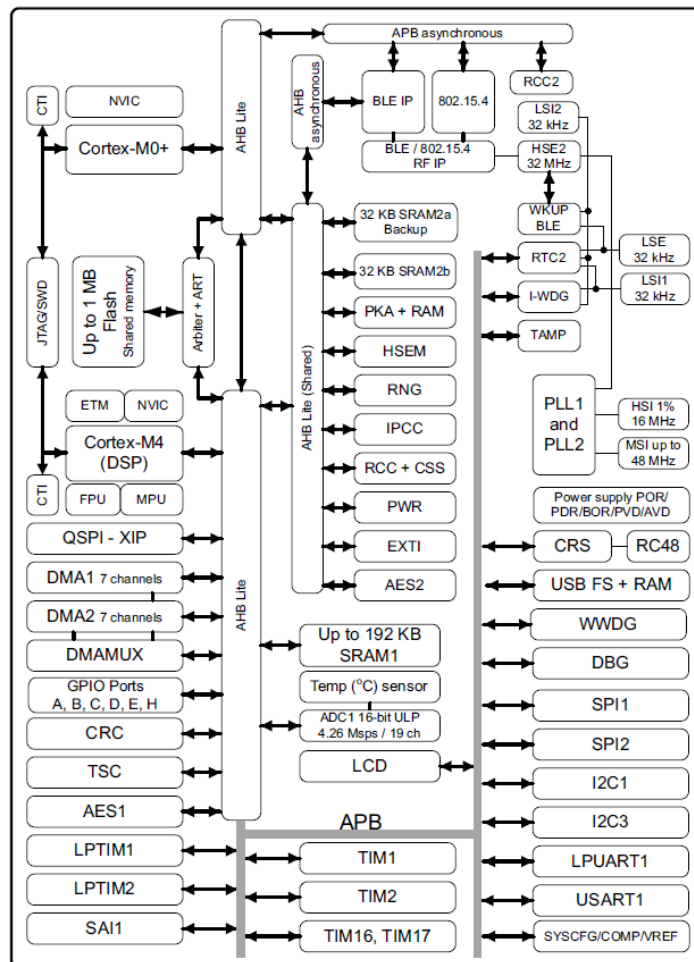 APB asynchronous
CTI
NVIC
AHB Lite
AHB
asynchronous
BLE IP
802.15.4
RCC2
LSI2
32 kHz
Cortex-M0+
BLE / 802.15.4
RF IP
HSE2
32 MHz
32 KB SRAM2a
Backup
WKUP
BLE
LSE
32 kHz
RTC2
JTAG/SWD
Up to 1 MB
Flash
Shared memory
Arbiter + ART
32 KB SRAM2b
I-WDG
LSI1
32 kHz
PKA + RAM
TAMP
HSEM
AHB Lite (Shared)
RNG
ETM
NVIC
PLL1
and
PLL2
HSI 1%
16 MHz
Cortex-M4
(DSP)
IPCC
MSI up to
48 MHz
RCC + CSS
CTI
FPU
MPU
PWR
Power supply POR/
PDR/BOR/PVD/AVD
QSPI - XIP
EXTI
CRS
RC48
DMA1 7 channels
AHB Lite
AES2
USB FS + RAM
DMA2 7 channels
Up to 192 KB
SRAM1
WWDG
DMAMUX
DBG
Temp (°C) sensor
GPIO Ports
A, B, C, D, E, H
ADC1 16-bit ULP
4.26 Msps / 19 ch
SPI1
CRC
SPI2
LCD
TSC
I2C1
AES1
APB
I2C3
LPTIM1
TIM1
LPUART1
LPTIM2
TIM2
USART1
SAI1
TIM16, TIM17
SYSCFG/COMP/VREF